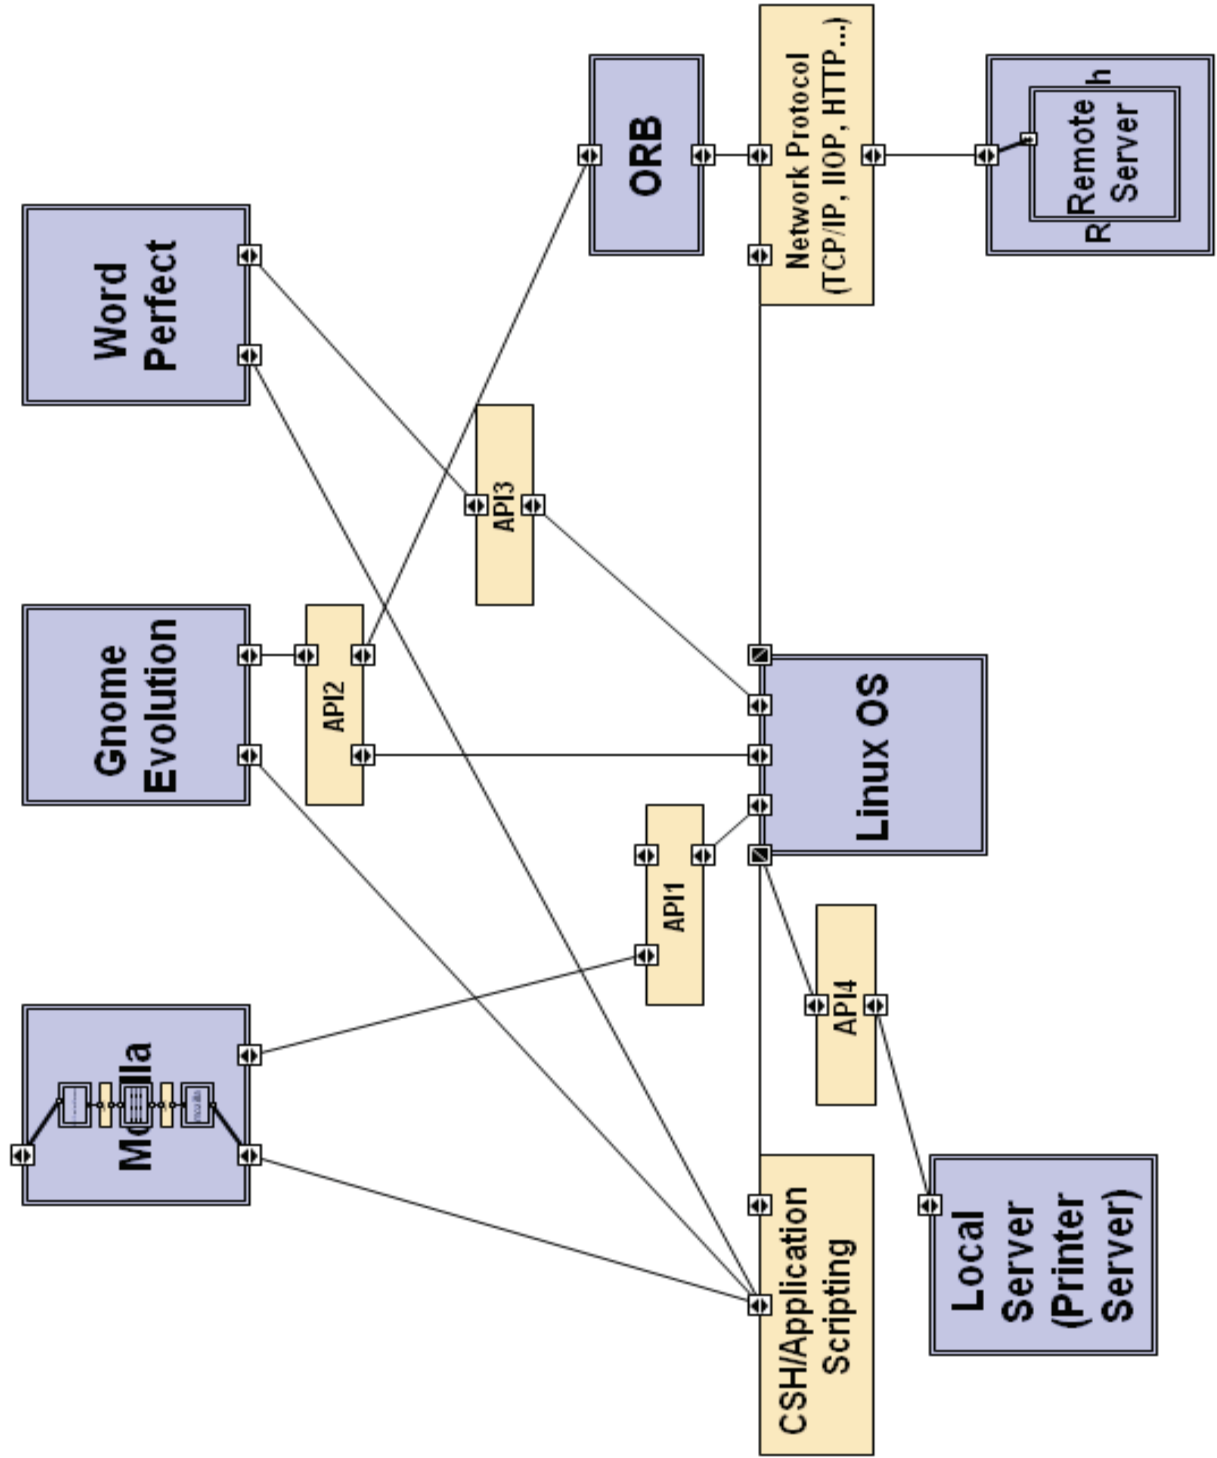 Mozilla
Gnome
Evolution
Word
Perfect
API2
API3
ORB
API1
CSH/Application
Scripting
Network Protocol
(TCP/IP, IIOP, HTTP...)
Linux OS
API4
Local
Server
(Printer
Server)
Remote
Server